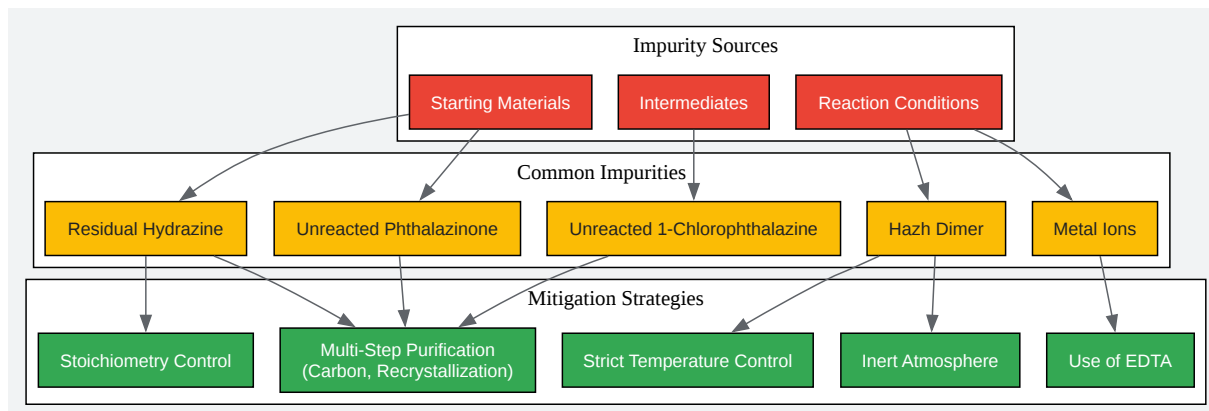 Impurity Sources
Starting Materials
Intermediates
Reaction Conditions
Common Impurities
Residual Hydrazine
Unreacted Phthalazinone
Unreacted 1-Chlorophthalazine
Hazh Dimer
Metal Ions
Mitigation Strategies
Stoichiometry Control
Multi-Step Purification
(Carbon, Recrystallization)
Strict Temperature Control
Inert Atmosphere
Use of EDTA